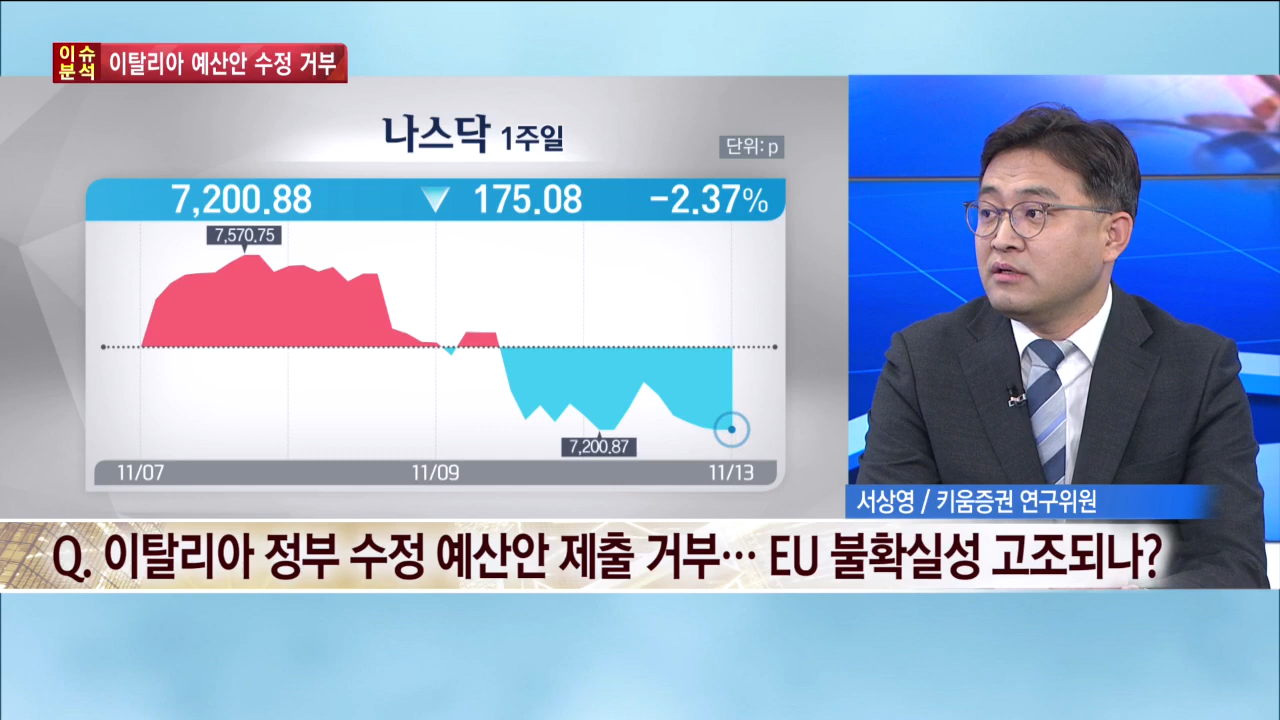 이슈
분석
이탈리아 예산안 수정 거부
나스닥 1주일
단위: p
7,200.88 ▼ 175.08 -2.37%
7,570.75
7,200.87
11/07 11/09 11/13
서상영 / 키움증권 연구위원
Q. 이탈리아 정부 수정 예산안 제출 거부… EU 불확실성 고조되나?